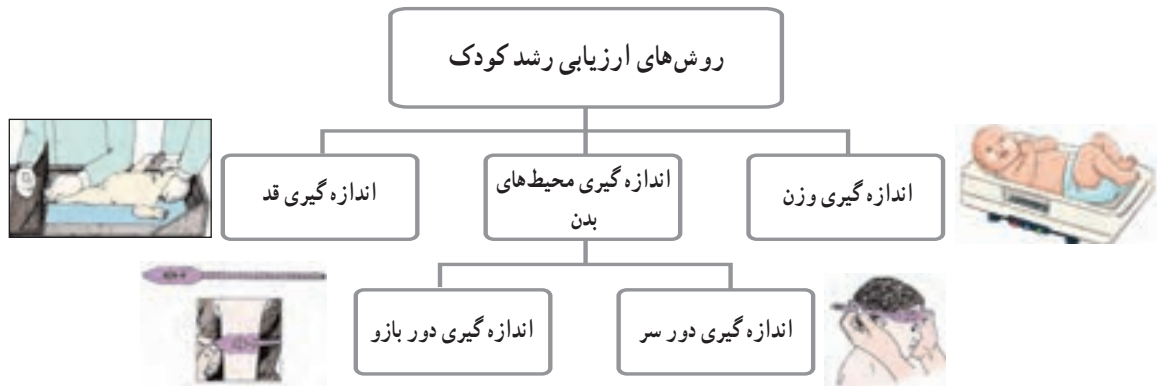 روش‌های ارزیابی رشد کودک
اندازه گیری وزن
اندازه گیری محیط‌های
بدن
اندازه گیری قد
اندازه گیری دور سر
اندازه گیری دور بازو